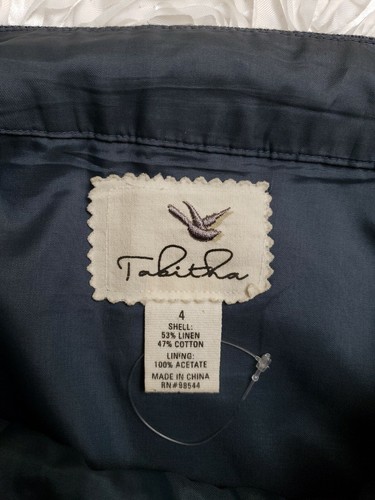 Tabitha
4
SHELL:
53% LINEN
47% COTTON
LINING:
100% ACETATE
MADE IN CHINA
RN#98544